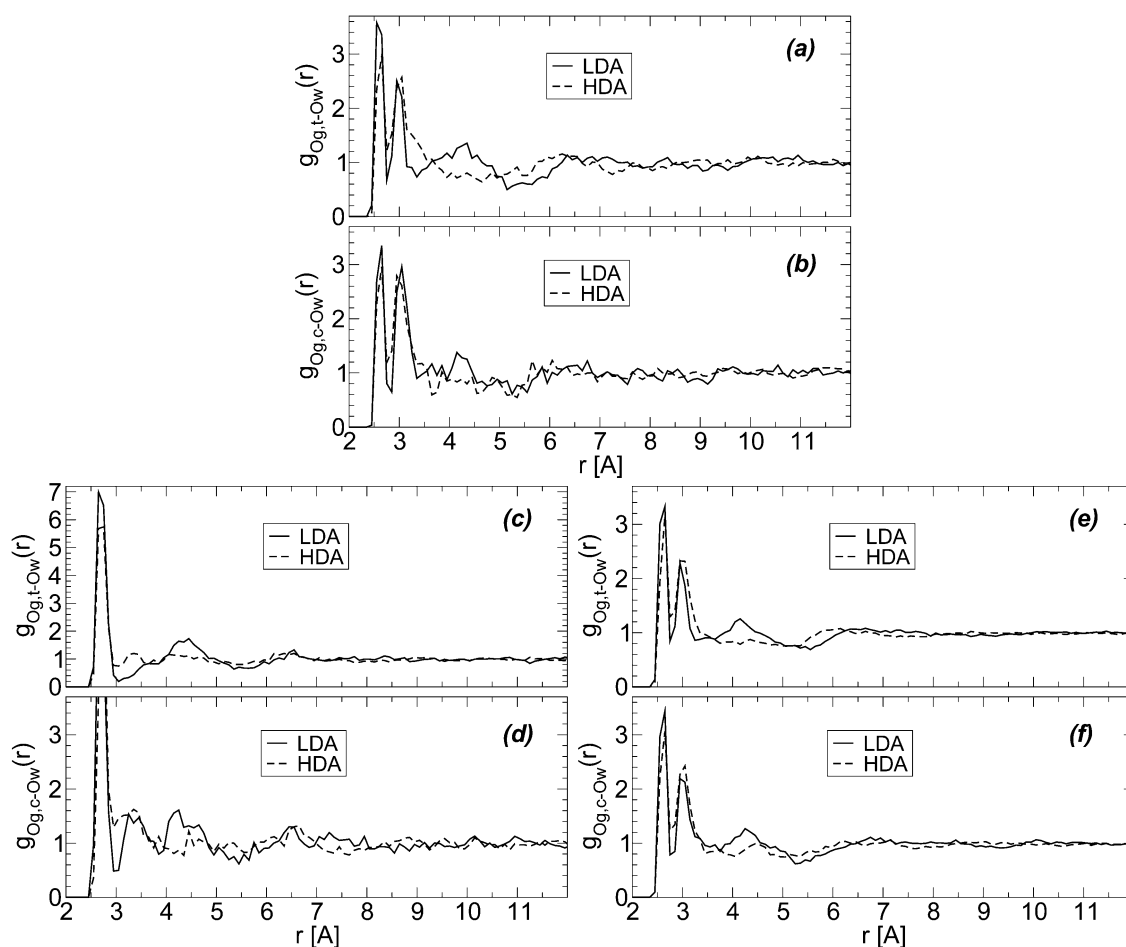 (a)
g_Og,t-Ow(r)
LDA
HDA
3
2
1
0
(b)
g_Og,c-Ow(r)
LDA
HDA
3
2
1
0
2 3 4 5 6 7 8 9 10 11
r [A]
(c)
g_Og,t-Ow(r)
LDA
HDA
7
6
5
4
3
2
1
0
(d)
g_Og,c-Ow(r)
LDA
HDA
3
2
1
0
2 3 4 5 6 7 8 9 10 11
r [A]
(e)
g_Og,t-Ow(r)
LDA
HDA
3
2
1
0
(f)
g_Og,c-Ow(r)
LDA
HDA
3
2
1
0
2 3 4 5 6 7 8 9 10 11
r [A]